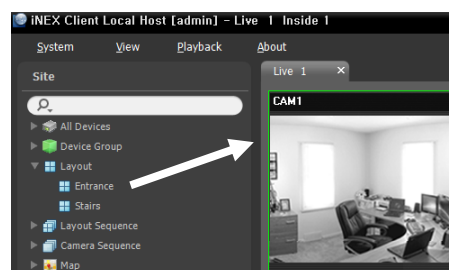 iNEX Client Local Host [admin] - Live 1 Inside 1
System View Playback About
Site
Live 1 ×
CAM1
All Devices
Device Group
Layout
Entrance
Stairs
Layout Sequence
Camera Sequence
Map